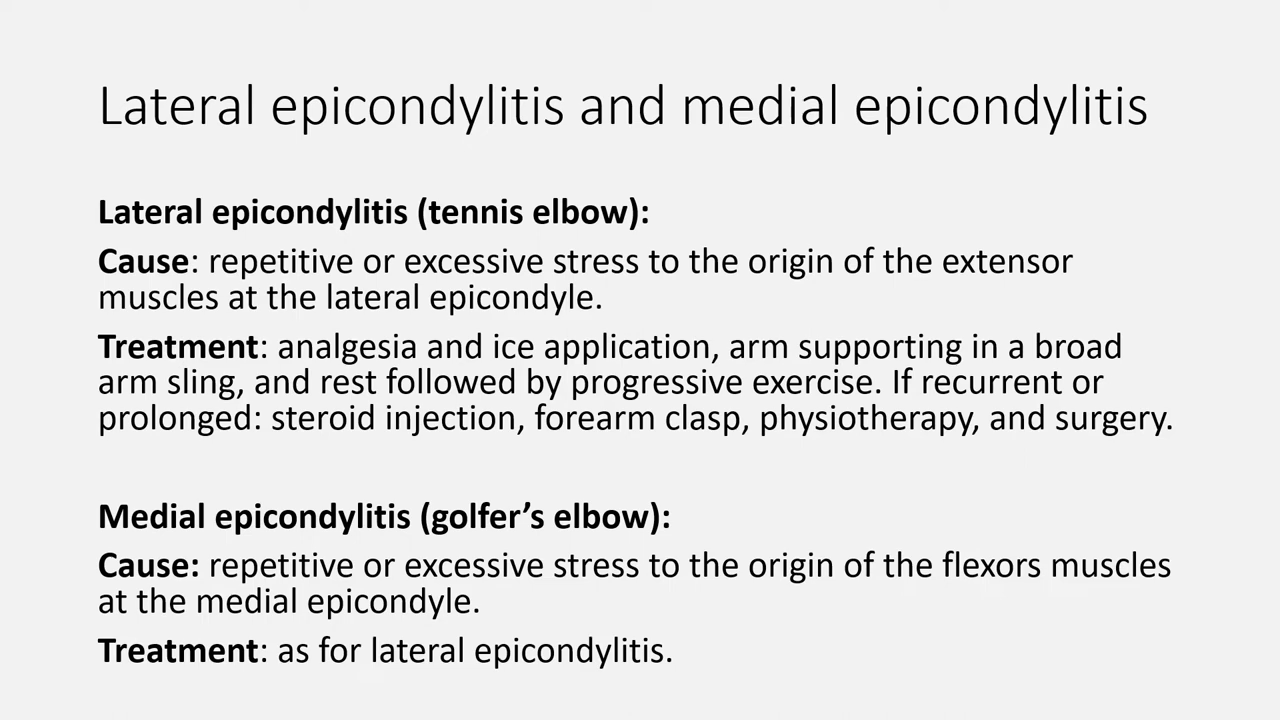 Lateral epicondylitis and medial epicondylitis
Lateral epicondylitis (tennis elbow):
Cause: repetitive or excessive stress to the origin of the extensor
muscles at the lateral epicondyle.
Treatment: analgesia and ice application, arm supporting in a broad
arm sling, and rest followed by progressive exercise. If recurrent or
prolonged: steroid injection, forearm clasp, physiotherapy, and surgery.
Medial epicondylitis (golfer’s elbow):
Cause: repetitive or excessive stress to the origin of the flexors muscles
at the medial epicondyle.
Treatment: as for lateral epicondylitis.